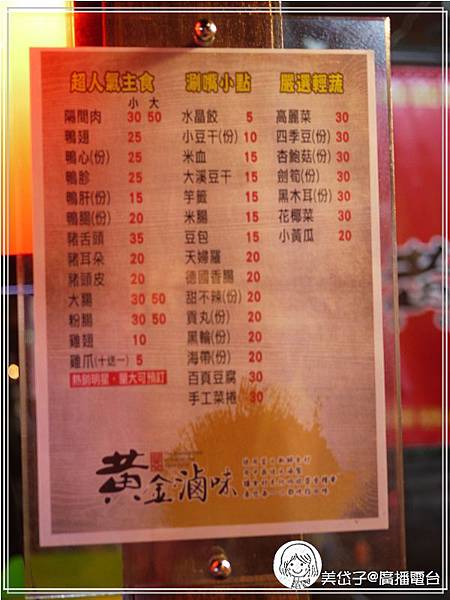 超人氣主食
小 大
隔間肉 30 50
鴨翅 25
鴨心(份) 25
鴨胗 25
鴨肝(份) 15
鴨腸(份) 20
豬舌頭 35
豬耳朵 20
豬頭皮 20
大腸 30 50
粉腸 30 50
雞翅 10
雞爪(十送一) 5
熱劍明星,量大可預訂
涮嘴小點
水晶餃 5
小豆干(份) 10
米血 15
大溪豆干 15
芋籤 15
米腸 15
豆包 15
天婦羅 20
德國香腸 20
甜不辣(份) 20
貢丸(份) 20
黑輪(份) 20
海帶(份) 20
百頁豆腐 30
手工菜捲 30
嚴選輕蔬
高麗菜 30
四季豆(份) 30
杏鮑菇(份) 30
劍筍(份) 30
黑木耳(份) 30
花椰菜 30
小黃瓜 20
黃金滷味
美岱子@廣播電台